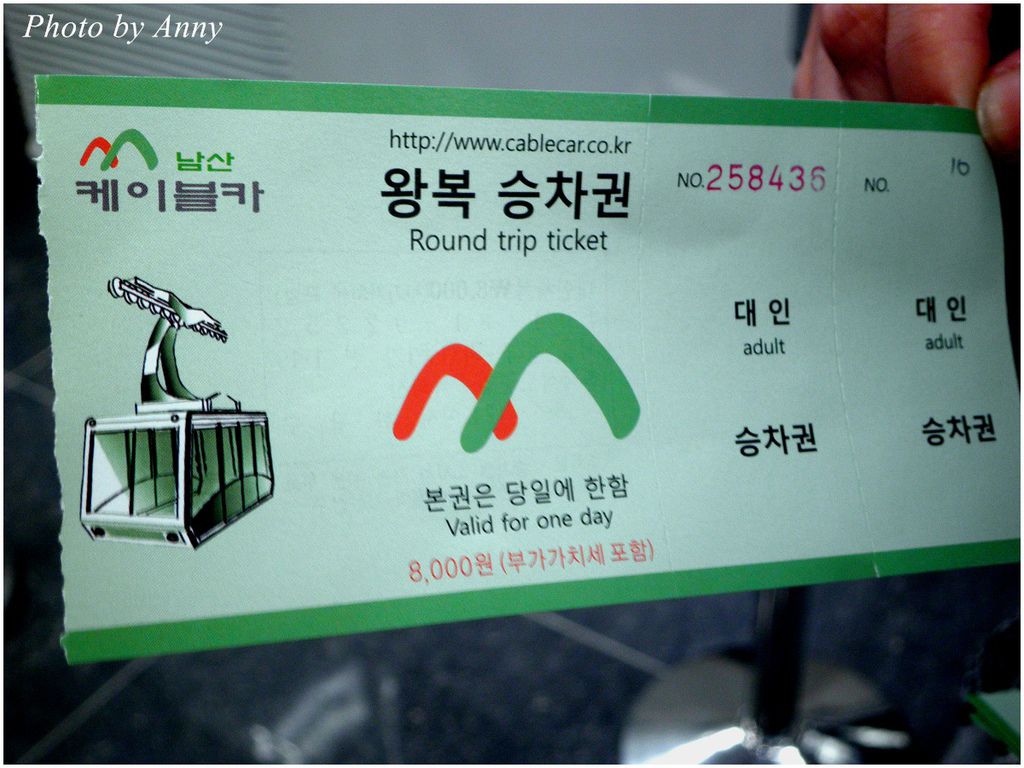 Photo by Anny
남산
케이블카
http://www.cablecar.co.kr
왕복 승차권
Round trip ticket
NO. 258436
NO. 10
대 인
adult
승차권
대 인
adult
승차권
본권은 당일에 한함
Valid for one day
8,000원 (부가가치세 포함)